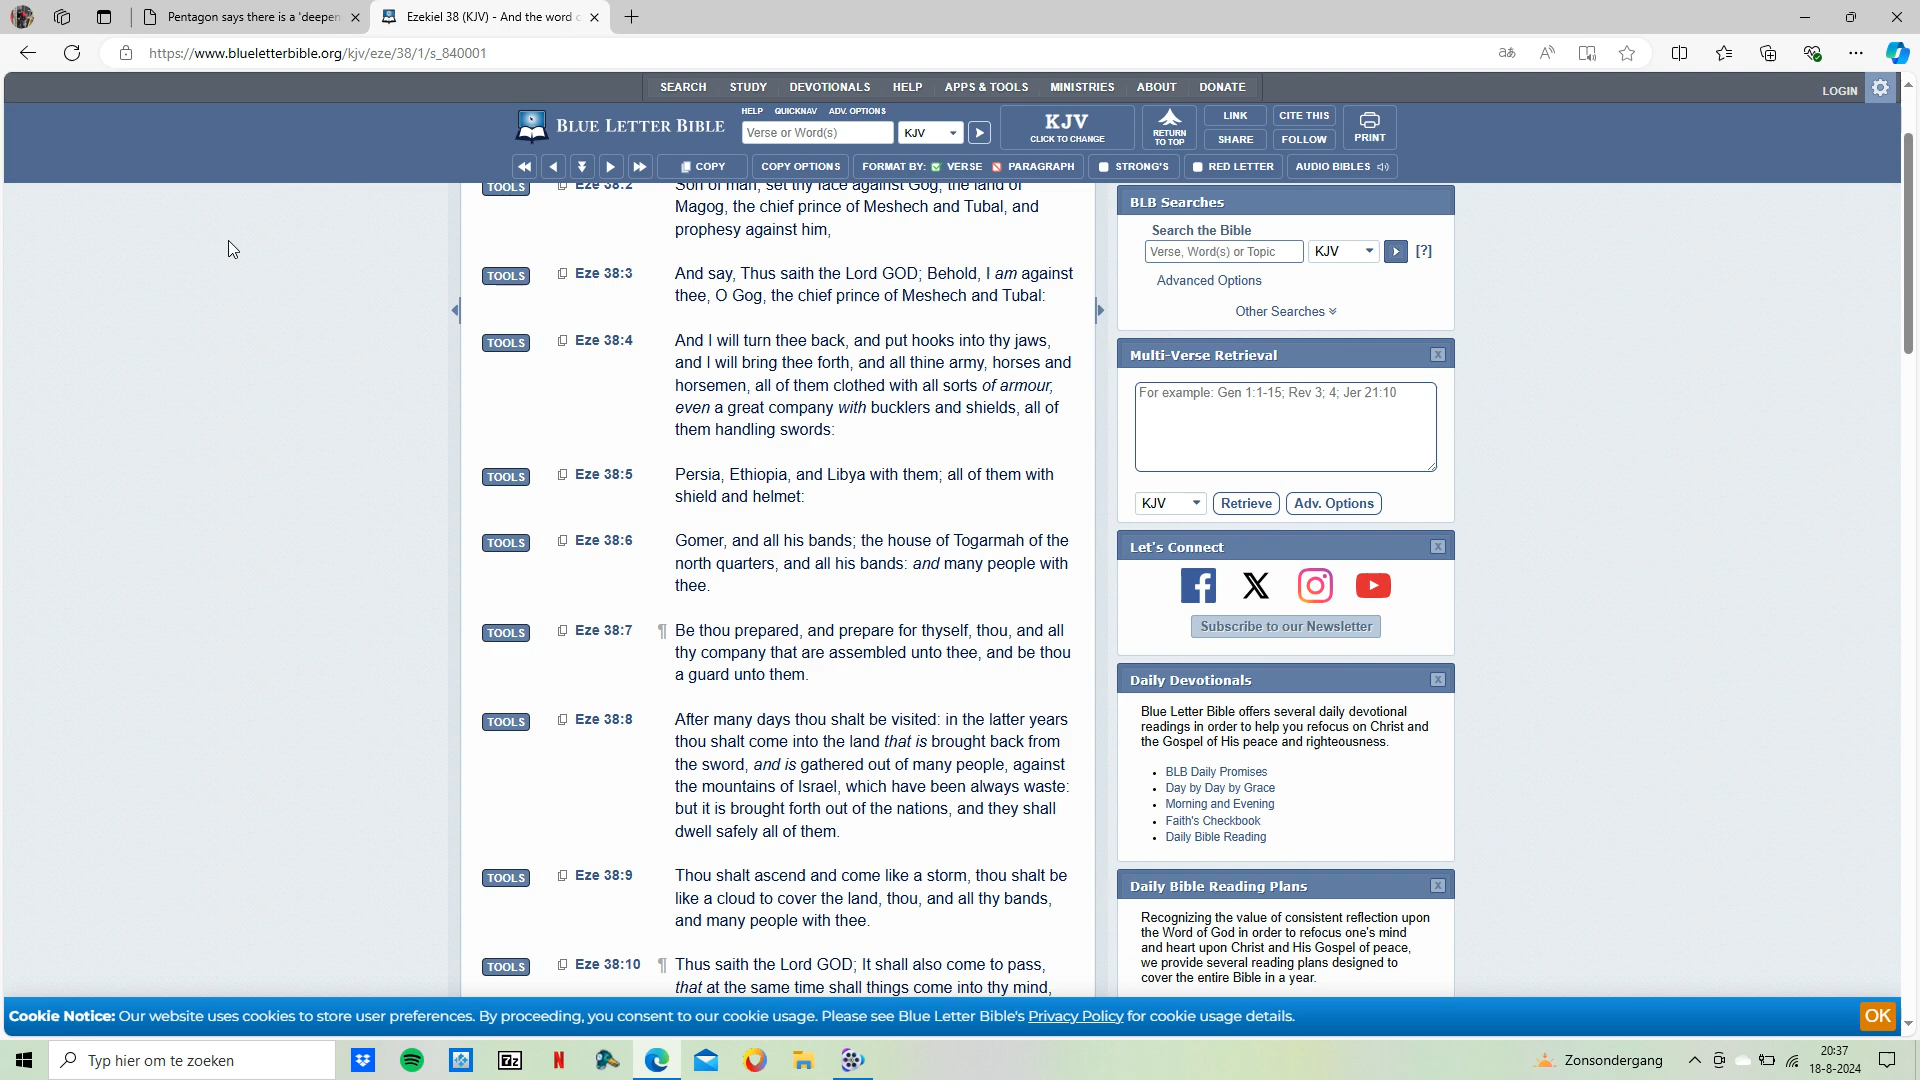 Pentagon says there is a 'deepen
Ezekiel 38 (KJV) - And the word
https://www.blueletterbible.org/kjv/eze/38/1/s_840001
SEARCH STUDY DEVOTIONALS HELP APPS & TOOLS MINISTRIES ABOUT DONATE
LOGIN
BLUE LETTER BIBLE
HELP QUICKNAV ADV. OPTIONS
Verse or Word(s) KJV
KJV
CLICK TO CHANGE
RETURN
TO TOP
LINK CITE THIS
SHARE FOLLOW
PRINT
COPY COPY OPTIONS FORMAT BY: VERSE PARAGRAPH STRONG'S RED LETTER AUDIO BIBLES
TOOLS Eze 38:2 Son of man, set thy face against Gog, the land of
Magog, the chief prince of Meshech and Tubal, and
prophesy against him,
TOOLS Eze 38:3 And say, Thus saith the Lord GOD; Behold, I am against
thee, O Gog, the chief prince of Meshech and Tubal:
TOOLS Eze 38:4 And I will turn thee back, and put hooks into thy jaws,
and I will bring thee forth, and all thine army, horses and
horsemen, all of them clothed with all sorts of armour,
even a great company with bucklers and shields, all of
them handling swords:
TOOLS Eze 38:5 Persia, Ethiopia, and Libya with them; all of them with
shield and helmet:
TOOLS Eze 38:6 Gomer, and all his bands; the house of Togarmah of the
north quarters, and all his bands: and many people with
thee.
TOOLS Eze 38:7 ¶ Be thou prepared, and prepare for thyself, thou, and all
thy company that are assembled unto thee, and be thou
a guard unto them.
TOOLS Eze 38:8 After many days thou shalt be visited: in the latter years
thou shalt come into the land that is brought back from
the sword, and is gathered out of many people, against
the mountains of Israel, which have been always waste:
but it is brought forth out of the nations, and they shall
dwell safely all of them.
TOOLS Eze 38:9 Thou shalt ascend and come like a storm, thou shalt be
like a cloud to cover the land, thou, and all thy bands,
and many people with thee.
TOOLS Eze 38:10 ¶ Thus saith the Lord GOD; It shall also come to pass,
that at the same time shall things come into thy mind,
BLB Searches
Search the Bible
Verse, Word(s) or Topic KJV [?]
Advanced Options
Other Searches
Multi-Verse Retrieval
For example: Gen 1:1-15; Rev 3; 4; Jer 21:10
KJV Retrieve Adv. Options
Let's Connect
Subscribe to our Newsletter
Daily Devotionals
Blue Letter Bible offers several daily devotional
readings in order to help you refocus on Christ and
the Gospel of His peace and righteousness.
• BLB Daily Promises
• Day by Day by Grace
• Morning and Evening
• Faith's Checkbook
• Daily Bible Reading
Daily Bible Reading Plans
Recognizing the value of consistent reflection upon
the Word of God in order to refocus one's mind
and heart upon Christ and His Gospel of peace,
we provide several reading plans designed to
cover the entire Bible in a year.
Cookie Notice: Our website uses cookies to store user preferences. By proceeding, you consent to our cookie usage. Please see Blue Letter Bible's Privacy Policy for cookie usage details.
OK
Typ hier om te zoeken
7z
N
Zonsondergang
20:37
18-8-2024